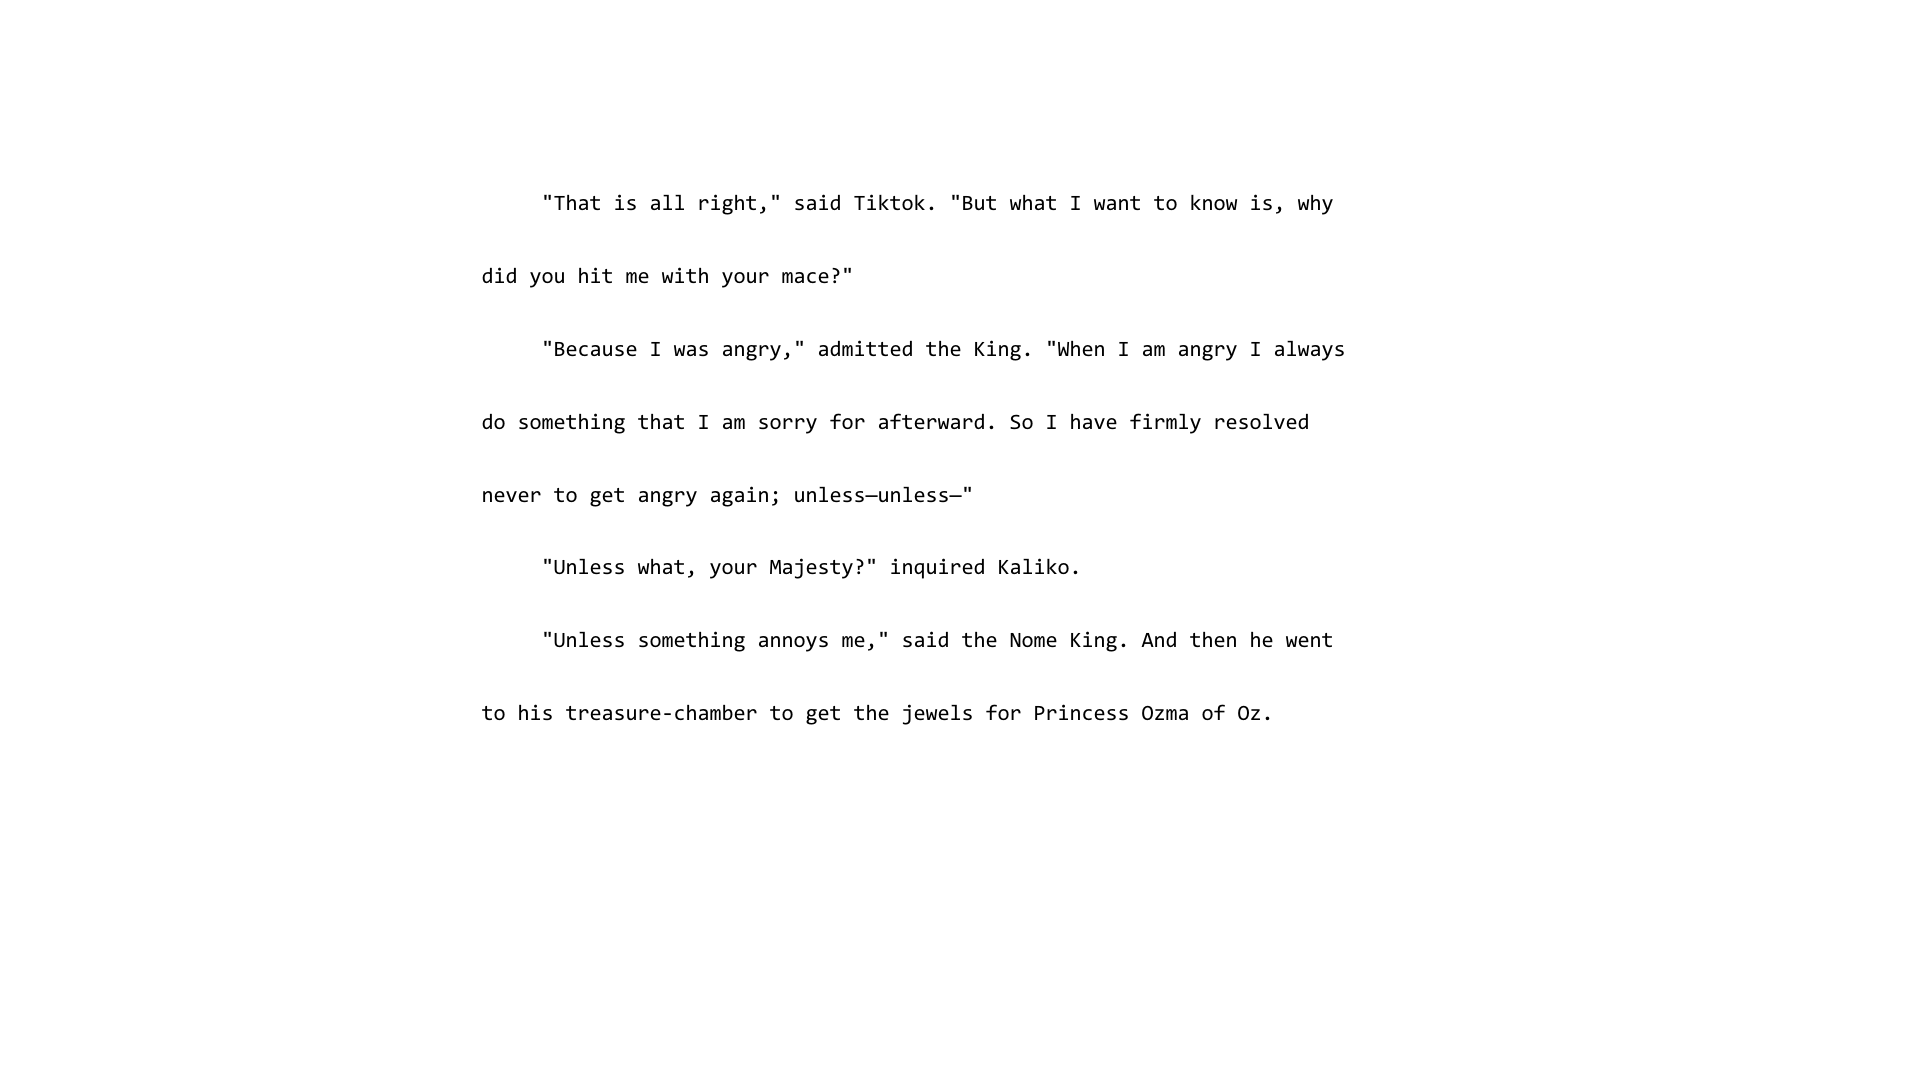 "That is all right," said Tiktok. "But what I want to know is, why
did you hit me with your mace?"
"Because I was angry," admitted the King. "When I am angry I always
do something that I am sorry for afterward. So I have firmly resolved
never to get angry again; unless—unless—"
"Unless what, your Majesty?" inquired Kaliko.
"Unless something annoys me," said the Nome King. And then he went
to his treasure-chamber to get the jewels for Princess Ozma of Oz.